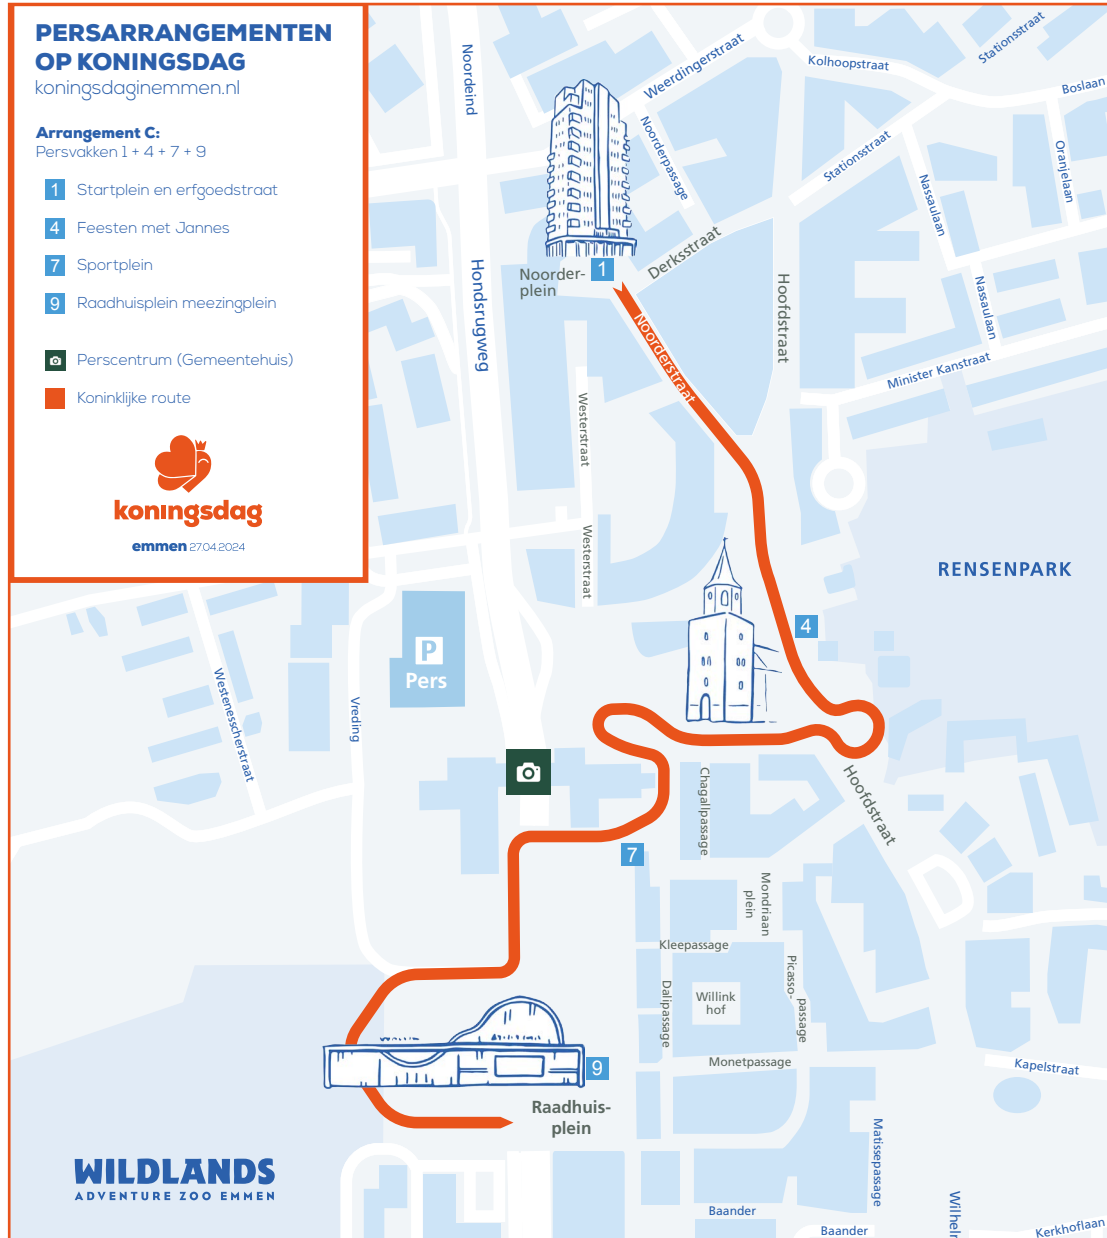 PERSARRANGEMENTEN
OP KONINGSDAG
koningsdaginemmen.nl
Arrangement C:
Persvakken 1 + 4 + 7 + 9
1 Startplein en erfgoedstraat
4 Feesten met Jannes
7 Sportplein
9 Raadhuisplein meezingplein
Perscentrum (Gemeentehuis)
Koninklijke route
koningsdag
emmen 27.04.2024
Noordeind
Weerdingerstraat
Kolhoopstraat
Stationsstraat
Boslaan
Noorderpassage
Stationsstraat
Oranjelaan
Nassaulaan
Derksstraat
Noorder-
plein
1
Hondsrugweg
Hoofdstraat
Nassaulaan
Noorderstraat
Minister Kanstraat
Westerstraat
Westerstraat
RENSENPARK
4
P
Pers
Westenesscherstraat
Vreding
Chagallpassage
Hoofdstraat
7
Mondriaan
plein
Kleepassage
Picasso-
passage
Dalipassage
Willink
hof
Monetpassage
9
Kapelstraat
Raadhuis-
plein
Matissepassage
WILDLANDS
ADVENTURE ZOO EMMEN
Baander
Baander
Kerkhoflaan